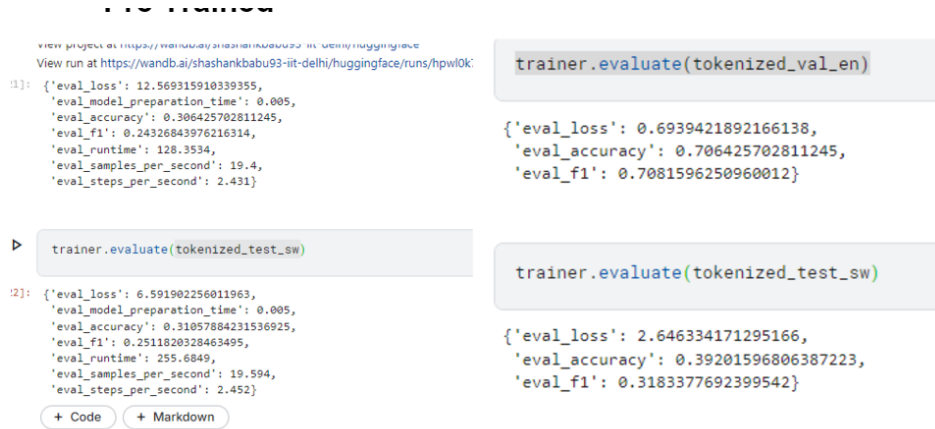 Pre-Trained
View project at https://wandb.ai/shashankbabu93-iit-delhi/huggingface
View run at https://wandb.ai/shashankbabu93-iit-delhi/huggingface/runs/hpwl0k
{'eval_loss': 12.569315910339355,
'eval_model_preparation_time': 0.005,
'eval_accuracy': 0.306425702811245,
'eval_f1': 0.24326843976216314,
'eval_runtime': 128.3534,
'eval_samples_per_second': 19.4,
'eval_steps_per_second': 2.431}
trainer.evaluate(tokenized_test_sw)
2]: {'eval_loss': 6.591902256011963,
'eval_model_preparation_time': 0.005,
'eval_accuracy': 0.31057884231536925,
'eval_f1': 0.2511820328463495,
'eval_runtime': 255.6849,
'eval_samples_per_second': 19.594,
'eval_steps_per_second': 2.452}
+ Code + Markdown
trainer.evaluate(tokenized_val_en)
{'eval_loss': 0.6939421892166138,
'eval_accuracy': 0.706425702811245,
'eval_f1': 0.7081596250960012}
trainer.evaluate(tokenized_test_sw)
{'eval_loss': 2.646334171295166,
'eval_accuracy': 0.39201596806387223,
'eval_f1': 0.3183377692399542}